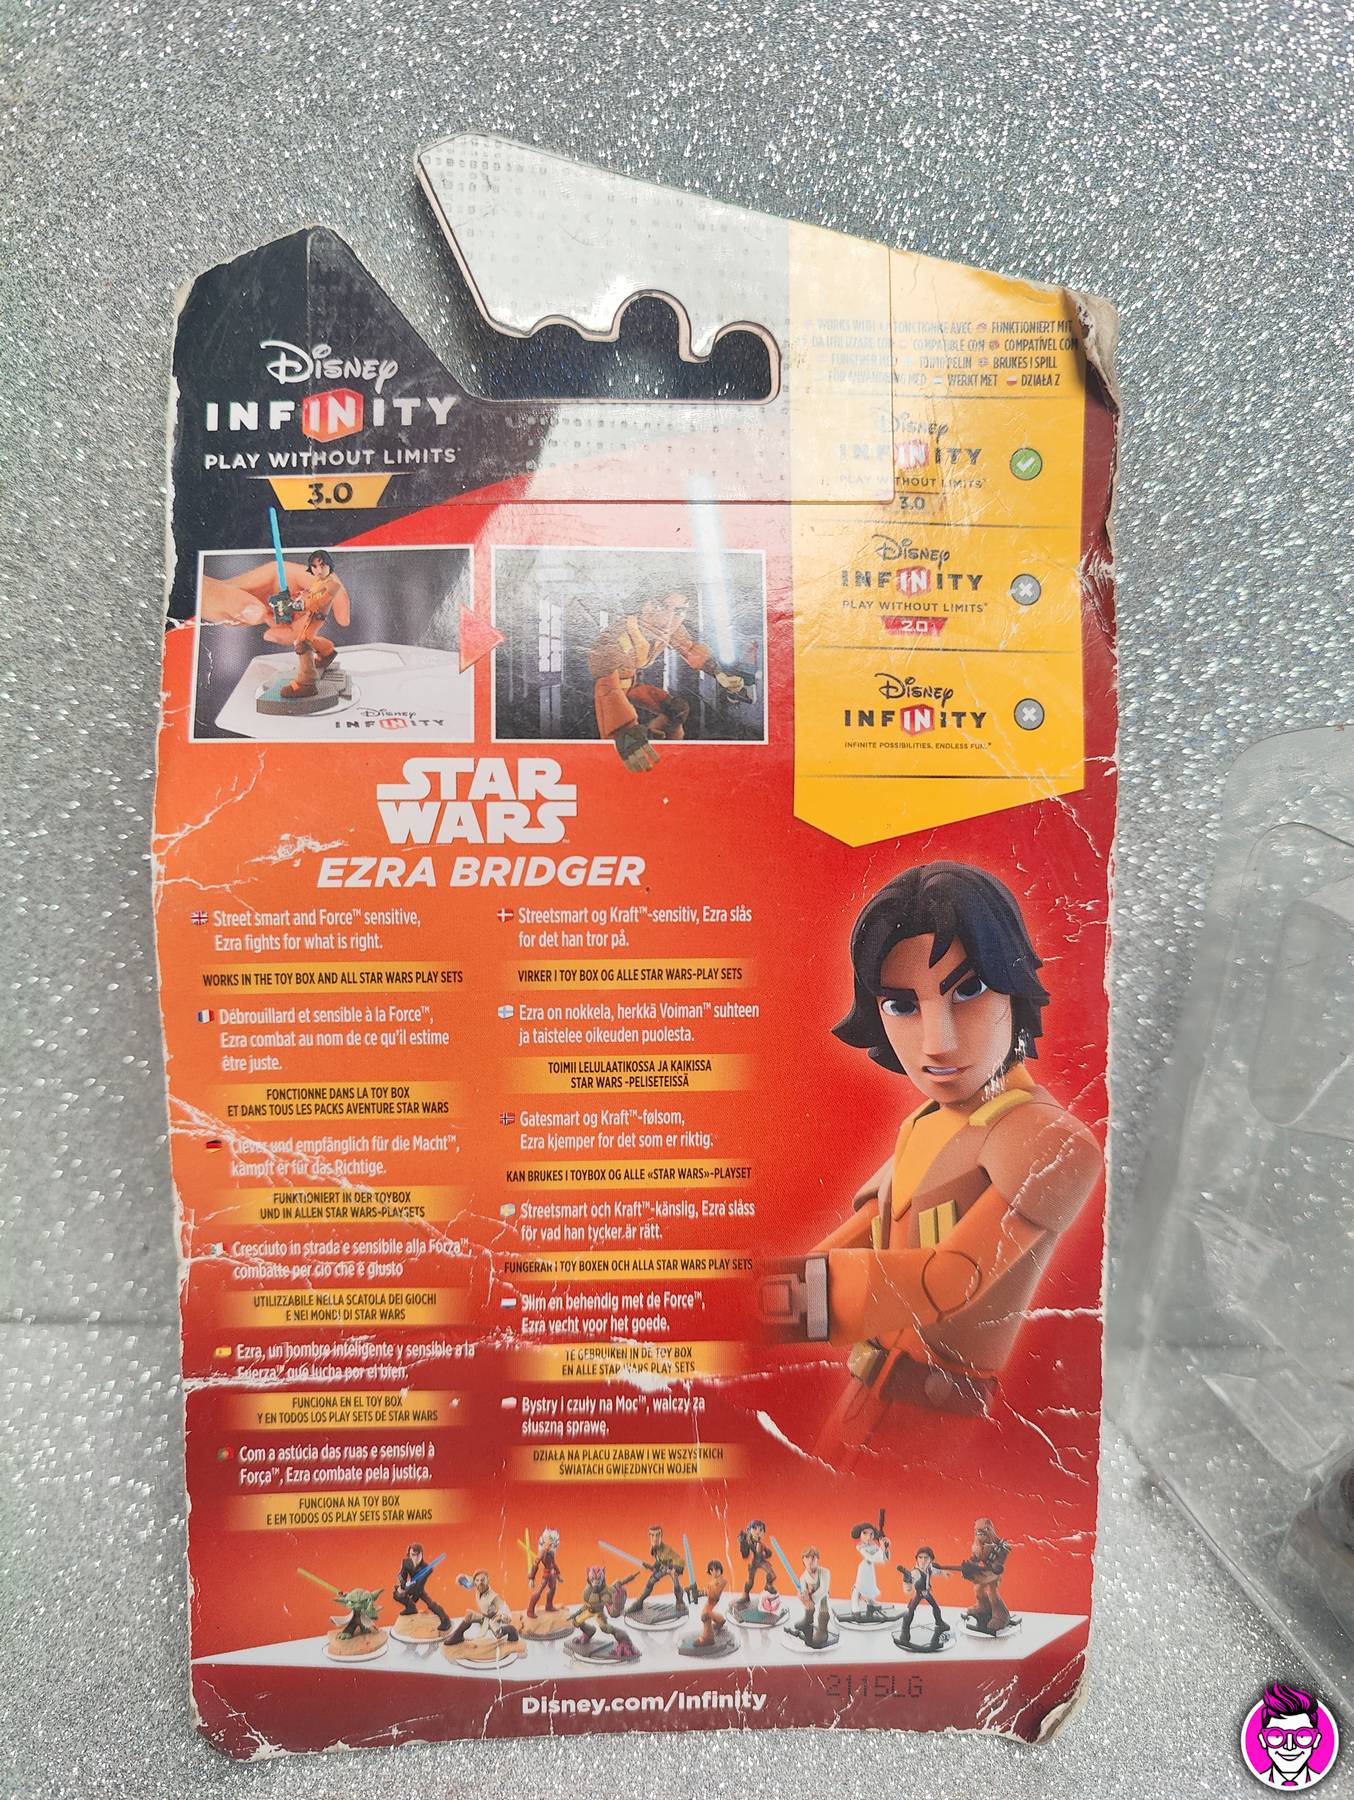 Disney
INFINITY
PLAY WITHOUT LIMITS
3.0
WORKS WITH FONCTIONNE AVEC FUNKTIONIERT MIT
DA UTILIZZARE CON COMPATIBLE CON COMPATÍVEL COM
FUNGERER MED TOIMII PELIN BRUKES I SPILL
FÖR ANVÄNDNING MED WERKT MET DZIAŁA Z
Disney
INFINITY
PLAY WITHOUT LIMITS
3.0
Disney
INFINITY
PLAY WITHOUT LIMITS
2.0
Disney
INFINITY
INFINITE POSSIBILITIES. ENDLESS FUN.
Disney
INFINITY
STAR
WARS
EZRA BRIDGER
Street smart and Force™ sensitive,
Ezra fights for what is right.
WORKS IN THE TOY BOX AND ALL STAR WARS PLAY SETS
Débrouillard et sensible à la Force™,
Ezra combat au nom de ce qu'il estime
être juste.
FONCTIONNE DANS LA TOY BOX
ET DANS TOUS LES PACKS AVENTURE STAR WARS
Clever und empfänglich für die Macht™,
kämpft er für das Richtige.
FUNKTIONIERT IN DER TOYBOX
UND IN ALLEN STAR WARS-PLAYSETS
Cresciuto in strada e sensibile alla Forza™,
combatte per ciò che è giusto
UTILIZZABILE NELLA SCATOLA DEI GIOCHI
E NEI MONDI DI STAR WARS
Ezra, un hombre inteligente y sensible a la
Fuerza™ que lucha por el bien.
FUNCIONA EN EL TOY BOX
Y EN TODOS LOS PLAY SETS DE STAR WARS
Com a astúcia das ruas e sensível à
Força™, Ezra combate pela justiça.
FUNCIONA NA TOY BOX
E EM TODOS OS PLAY SETS STAR WARS
Streetsmart og Kraft™-sensitiv, Ezra slås
for det han tror på.
VIRKER I TOY BOX OG ALLE STAR WARS-PLAY SETS
Ezra on nokkela, herkkä Voiman™ suhteen
ja taistelee oikeuden puolesta.
TOIMII LELULAATIKOSSA JA KAIKISSA
STAR WARS -PELISETEISSÄ
Gatesmart og Kraft™-følsom,
Ezra kjemper for det som er riktig.
KAN BRUKES I TOYBOX OG ALLE «STAR WARS»-PLAYSET
Streetsmart och Kraft™-känslig, Ezra slåss
för vad han tycker är rätt.
FUNGERAR I TOY BOXEN OCH ALLA STAR WARS PLAY SETS
Slim en behendig met de Force™,
Ezra vecht voor het goede.
TE GEBRUIKEN IN DE TOY BOX
EN ALLE STAR WARS PLAY SETS
Bystry i czuły na Moc™, walczy za
słuszną sprawę.
DZIAŁA NA PLACU ZABAW I WE WSZYSTKICH
ŚWIATACH GWIEZDNYCH WOJEN
Disney.com/Infinity
2115LG